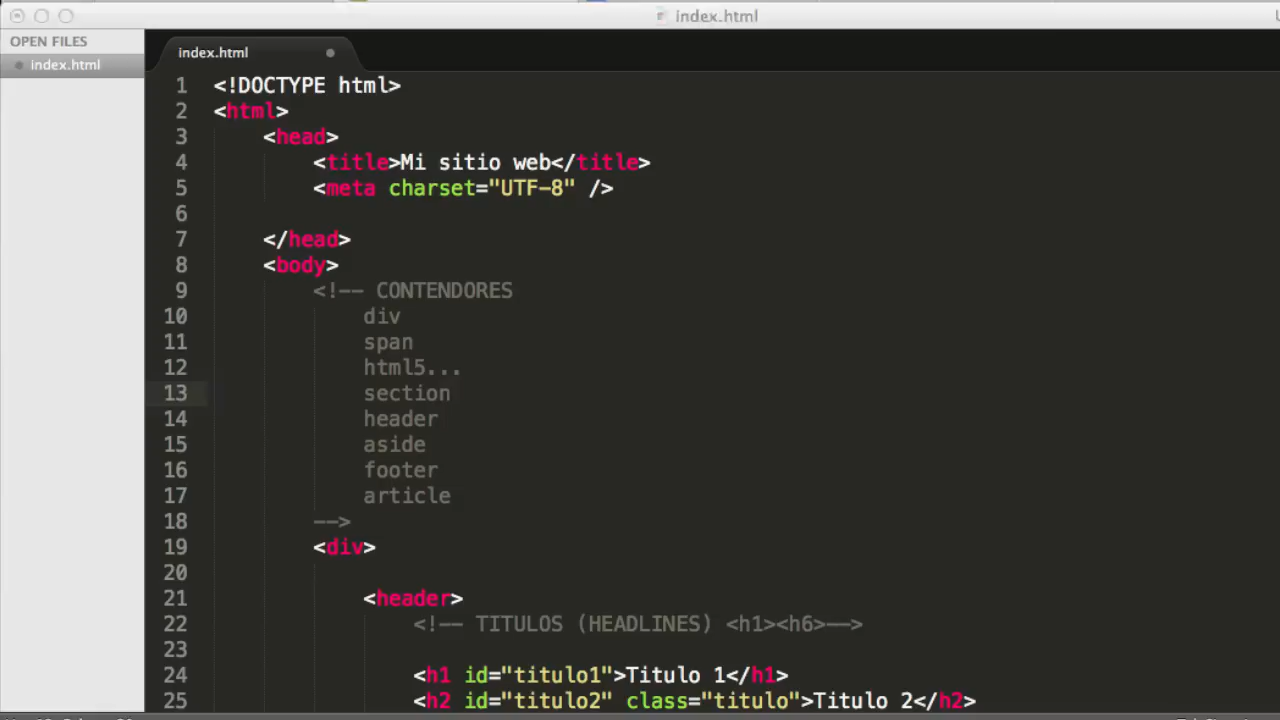 index.html
OPEN FILES
index.html
index.html
1 <!DOCTYPE html>
2 <html>
3 <head>
4 <title>Mi sitio web</title>
5 <meta charset="UTF-8" />
6
7 </head>
8 <body>
9 <!-- CONTENDORES
10 div
11 span
12 html5...
13 section
14 header
15 aside
16 footer
17 article
18 -->
19 <div>
20
21 <header>
22 <!-- TITULOS (HEADLINES) <h1><h6>-->
23
24 <h1 id="titulo1">Titulo 1</h1>
25 <h2 id="titulo2" class="titulo">Titulo 2</h2>